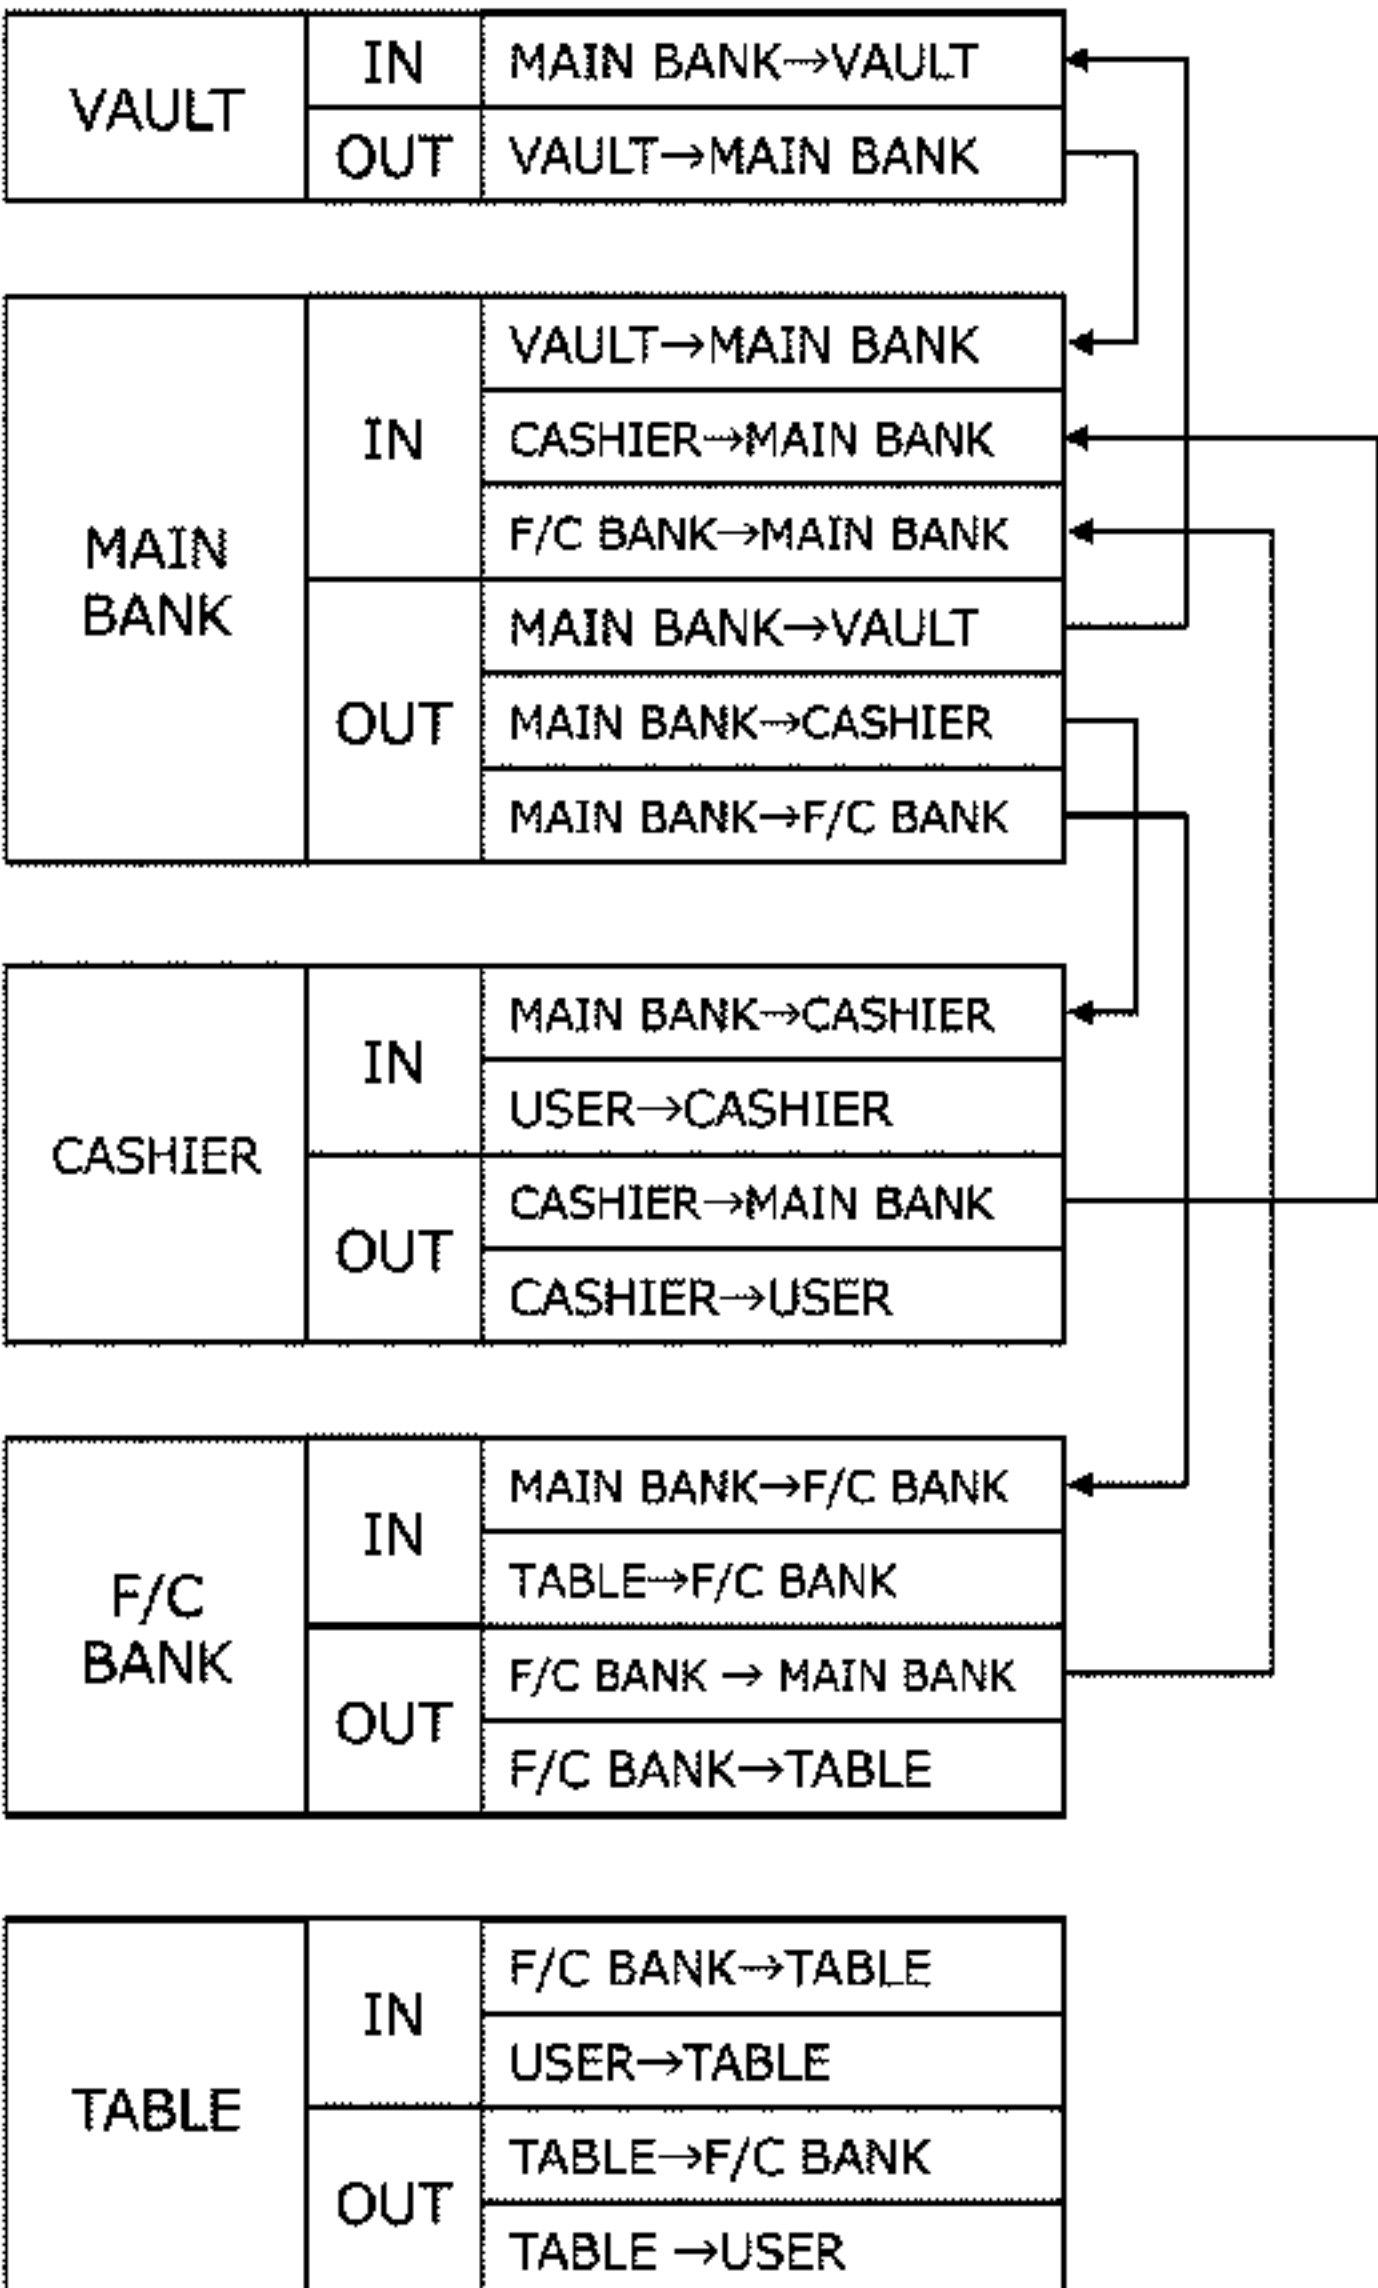 VAULT
IN
MAIN BANK→VAULT
OUT
VAULT→MAIN BANK
MAIN
BANK
IN
VAULT→MAIN BANK
CASHIER→MAIN BANK
F/C BANK→MAIN BANK
OUT
MAIN BANK→VAULT
MAIN BANK→CASHIER
MAIN BANK→F/C BANK
CASHIER
IN
MAIN BANK→CASHIER
USER→CASHIER
OUT
CASHIER→MAIN BANK
CASHIER→USER
F/C
BANK
IN
MAIN BANK→F/C BANK
TABLE→F/C BANK
OUT
F/C BANK → MAIN BANK
F/C BANK→TABLE
TABLE
IN
F/C BANK→TABLE
USER→TABLE
OUT
TABLE→F/C BANK
TABLE →USER